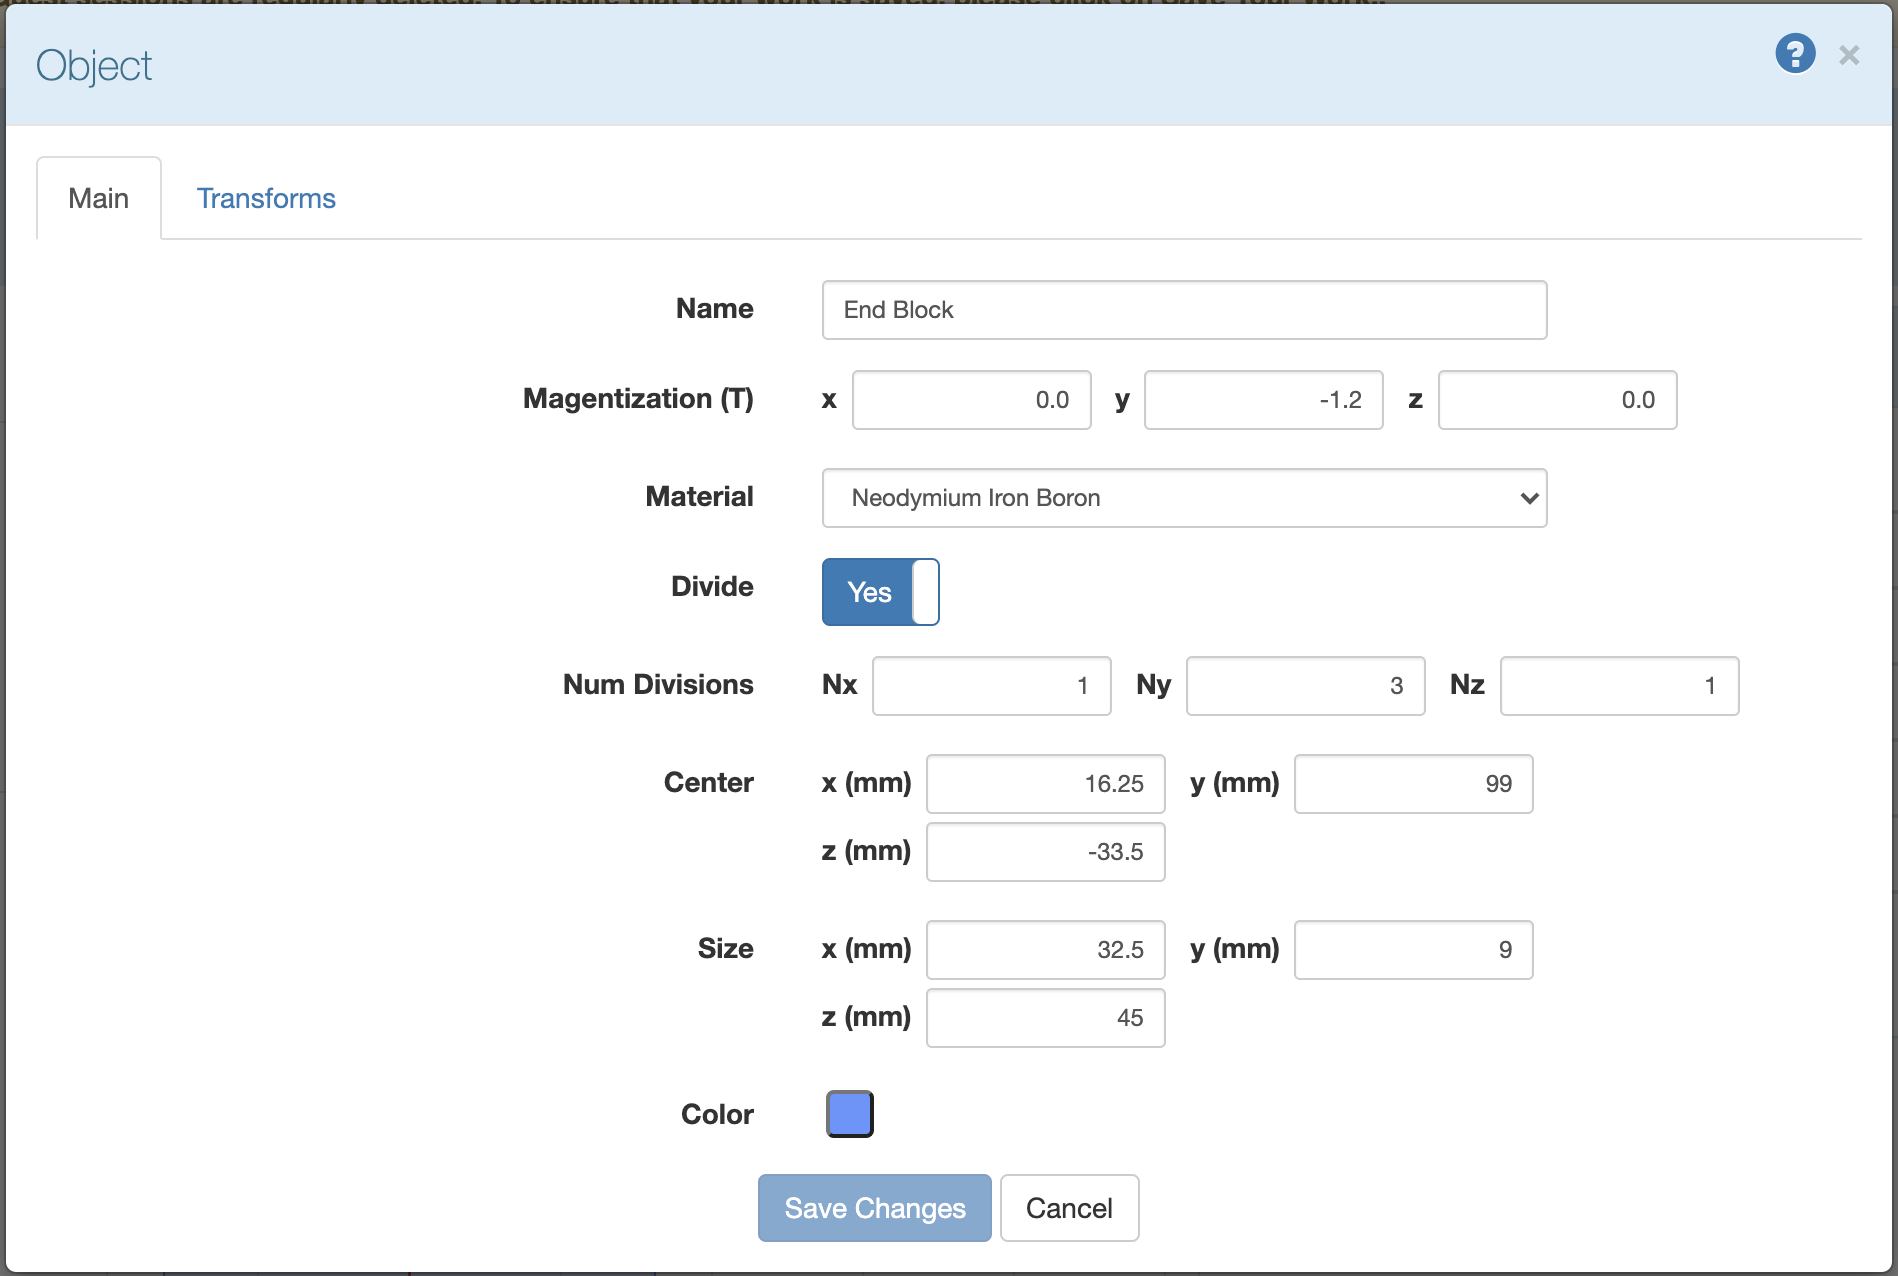 Object
?
×
Main
Transforms
Name
End Block
Magentization (T)
x
0.0
y
-1.2
z
0.0
Material
Neodymium Iron Boron
Divide
Yes
Num Divisions
Nx
1
Ny
3
Nz
1
Center
x (mm)
16.25
y (mm)
99
z (mm)
-33.5
Size
x (mm)
32.5
y (mm)
9
z (mm)
45
Color
Save Changes
Cancel